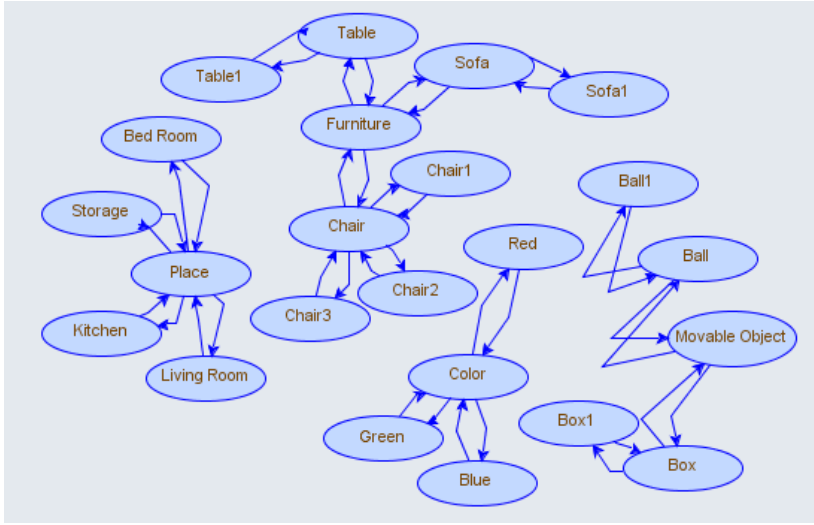 Table
Sofa
Table1
Sofa1
Furniture
Bed Room
Chair1
Ball1
Storage
Chair
Red
Ball
Place
Chair2
Chair3
Kitchen
Movable Object
Living Room
Color
Box1
Green
Box
Blue